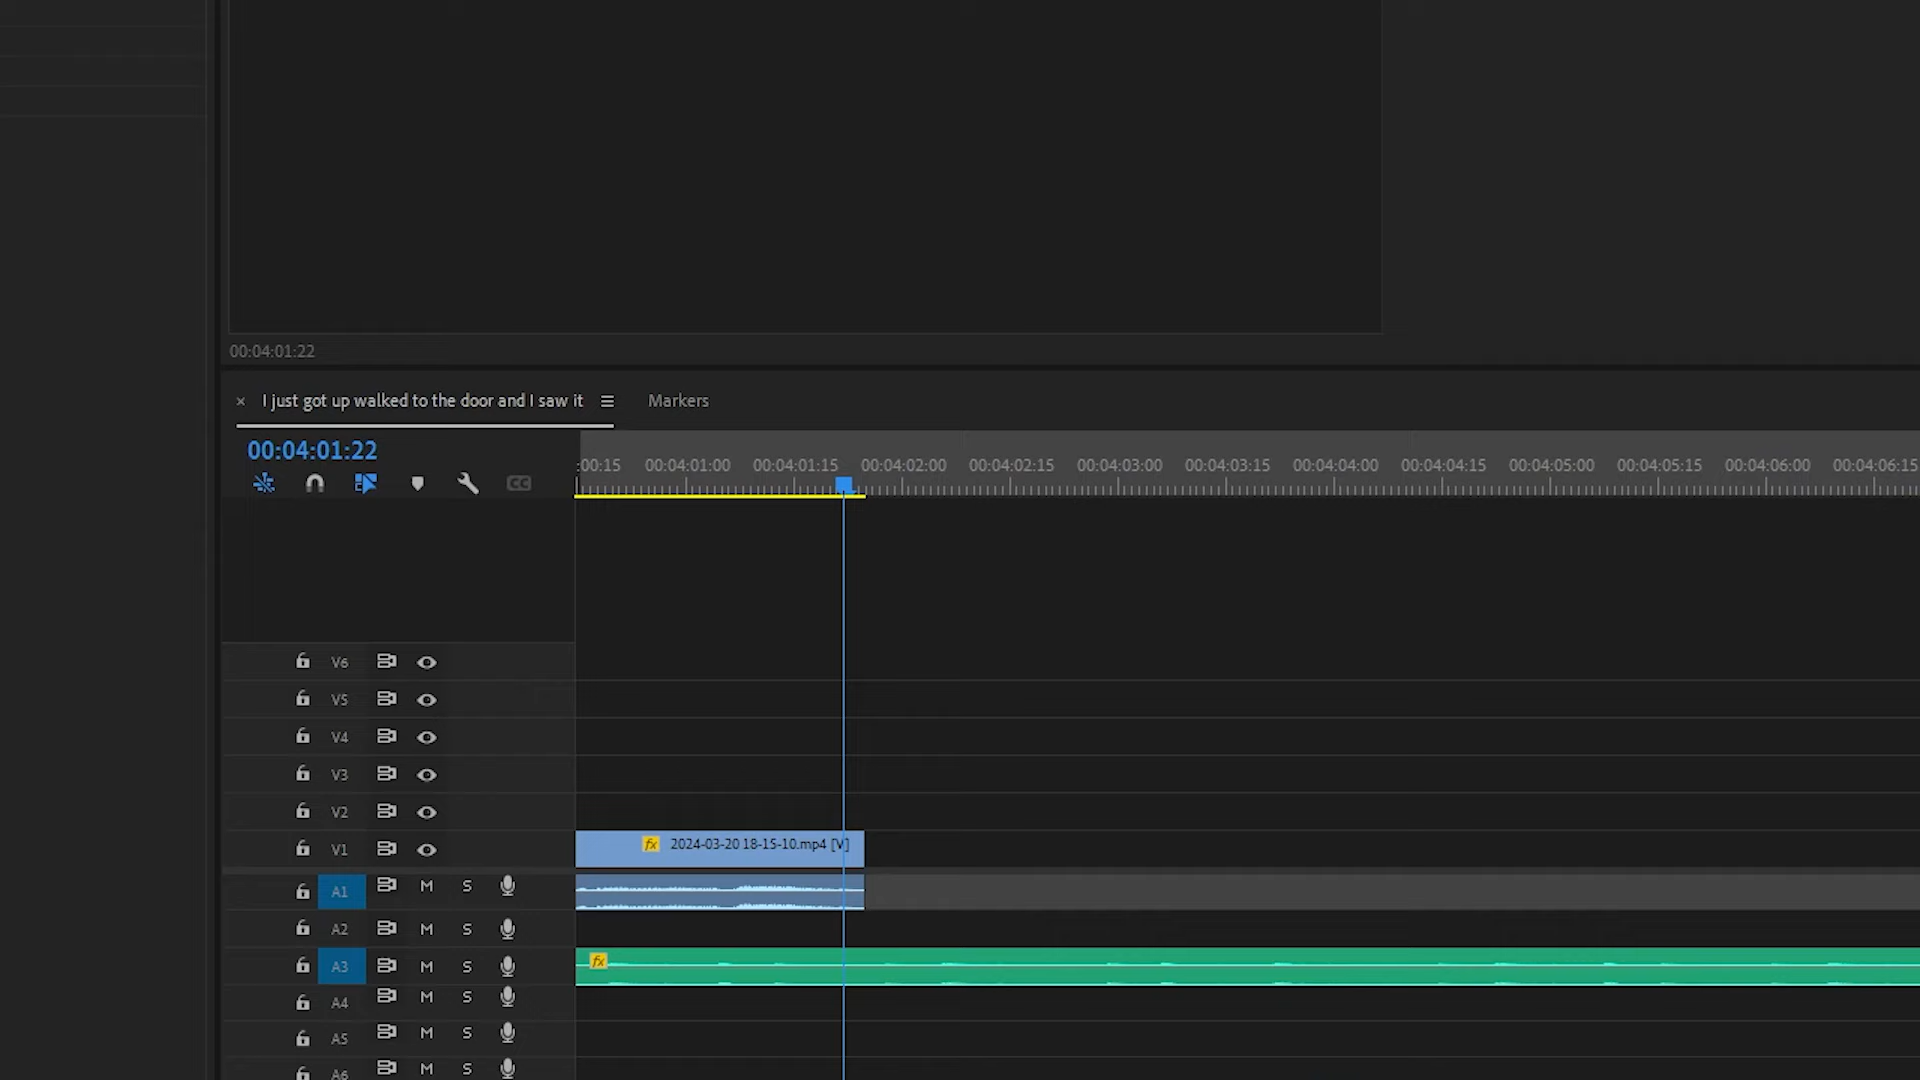 00:04:01:22
× I just got up walked to the door and I saw it Markers
00:04:01:22
:00:15 00:04:01:00 00:04:01:15 00:04:02:00 00:04:02:15 00:04:03:00 00:04:03:15 00:04:04:00 00:04:04:15 00:04:05:00 00:04:05:15 00:04:06:00 00:04:06:15
CC
V6
V5
V4
V3
V2
V1 fx 2024-03-20 18-15-10.mp4 [V]
A1 M S
A2 M S
A3 M S fx
A4 M S
A5 M S
A6 M S